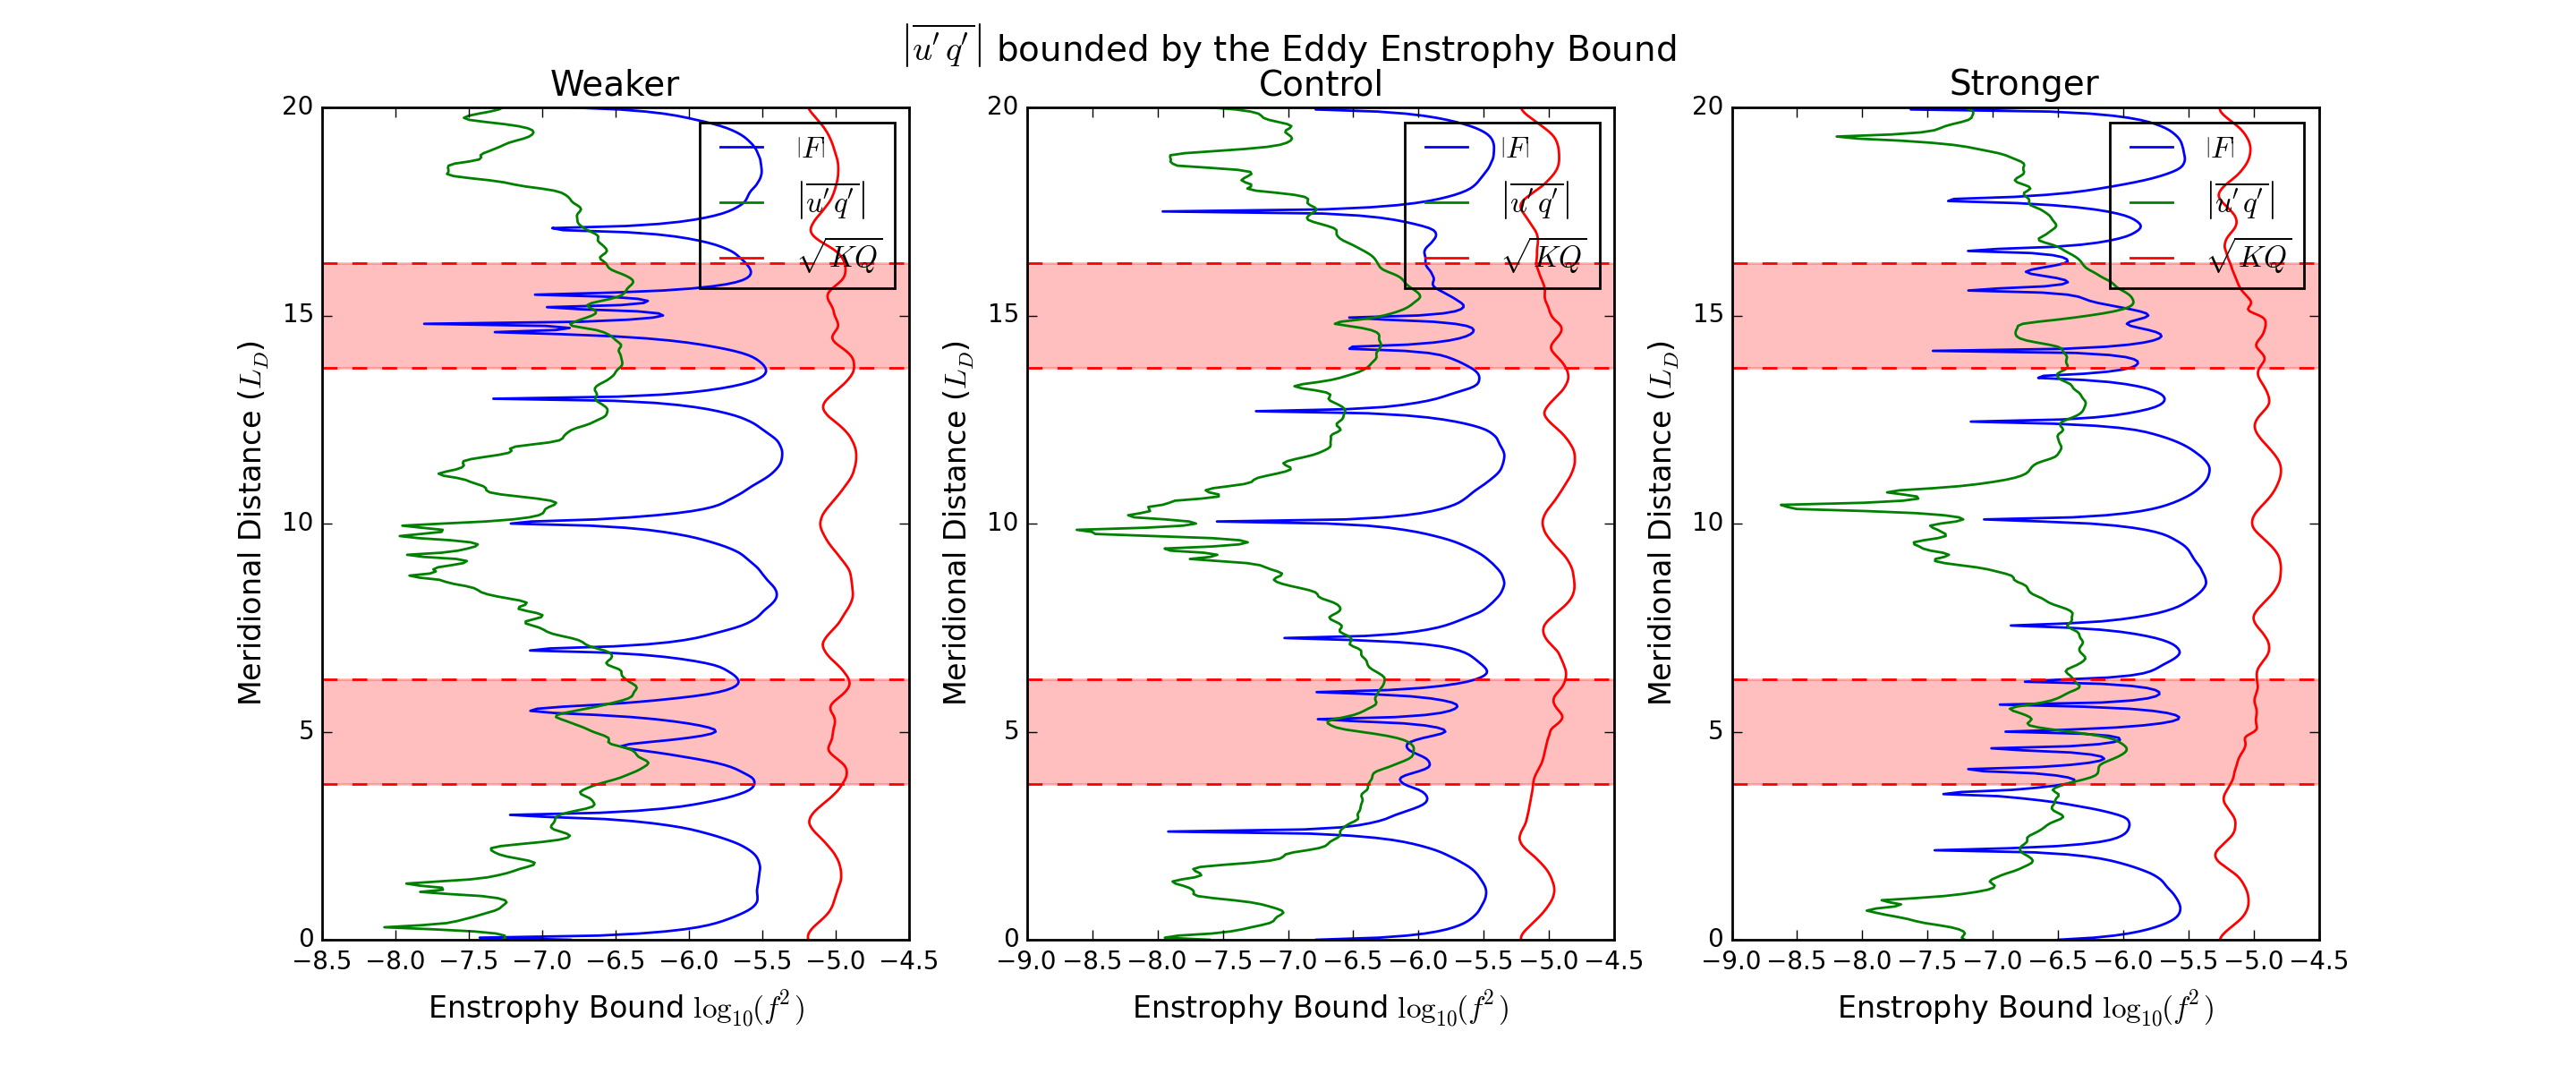 |u′q′| bounded by the Eddy Enstrophy Bound
Weaker
Control
Stronger
Meridional Distance (L_D)
20
15
10
5
0
|F|
|u′q′|
√KQ
−8.5 −8.0 −7.5 −7.0 −6.5 −6.0 −5.5 −5.0 −4.5
Enstrophy Bound log₁₀(f²)
Meridional Distance (L_D)
20
15
10
5
0
|F|
|u′q′|
√KQ
−9.0 −8.5 −8.0 −7.5 −7.0 −6.5 −6.0 −5.5 −5.0 −4.5
Enstrophy Bound log₁₀(f²)
Meridional Distance (L_D)
20
15
10
5
0
|F|
|u′q′|
√KQ
−9.0 −8.5 −8.0 −7.5 −7.0 −6.5 −6.0 −5.5 −5.0 −4.5
Enstrophy Bound log₁₀(f²)